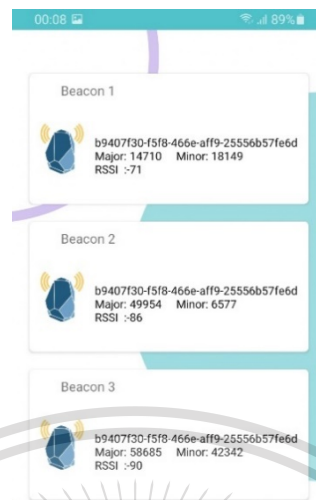 00:08 89%
Beacon 1
b9407f30-f5f8-466e-aff9-25556b57fe6d
Major: 14710 Minor: 18149
RSSI :-71
Beacon 2
b9407f30-f5f8-466e-aff9-25556b57fe6d
Major: 49954 Minor: 6577
RSSI :-86
Beacon 3
b9407f30-f5f8-466e-aff9-25556b57fe6d
Major: 58685 Minor: 42342
RSSI :-90